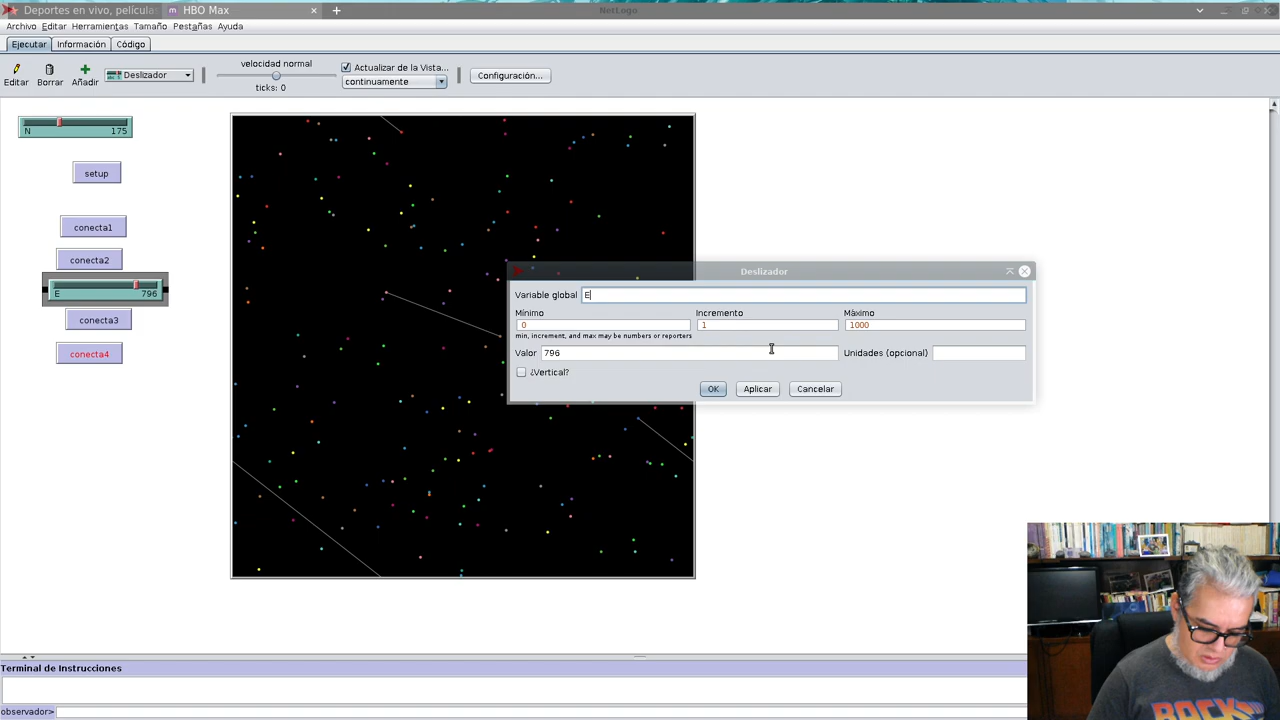 Deportes en vivo, películas
HBO Max
NetLogo
Archivo Editar Herramientas Tamaño Pestañas Ayuda
Ejecutar Información Código
Editar Borrar Añadir
Deslizador
velocidad normal
ticks: 0
Actualizar de la Vista...
continuamente
Configuración...
N 175
setup
conecta1
conecta2
E 796
conecta3
conecta4
Deslizador
Variable global E
Mínimo Incremento Máximo
0 1 1000
min, increment, and max may be numbers or reporters
Valor 796 Unidades (opcional)
¿Vertical?
OK Aplicar Cancelar
Terminal de Instrucciones
observador>
BACK